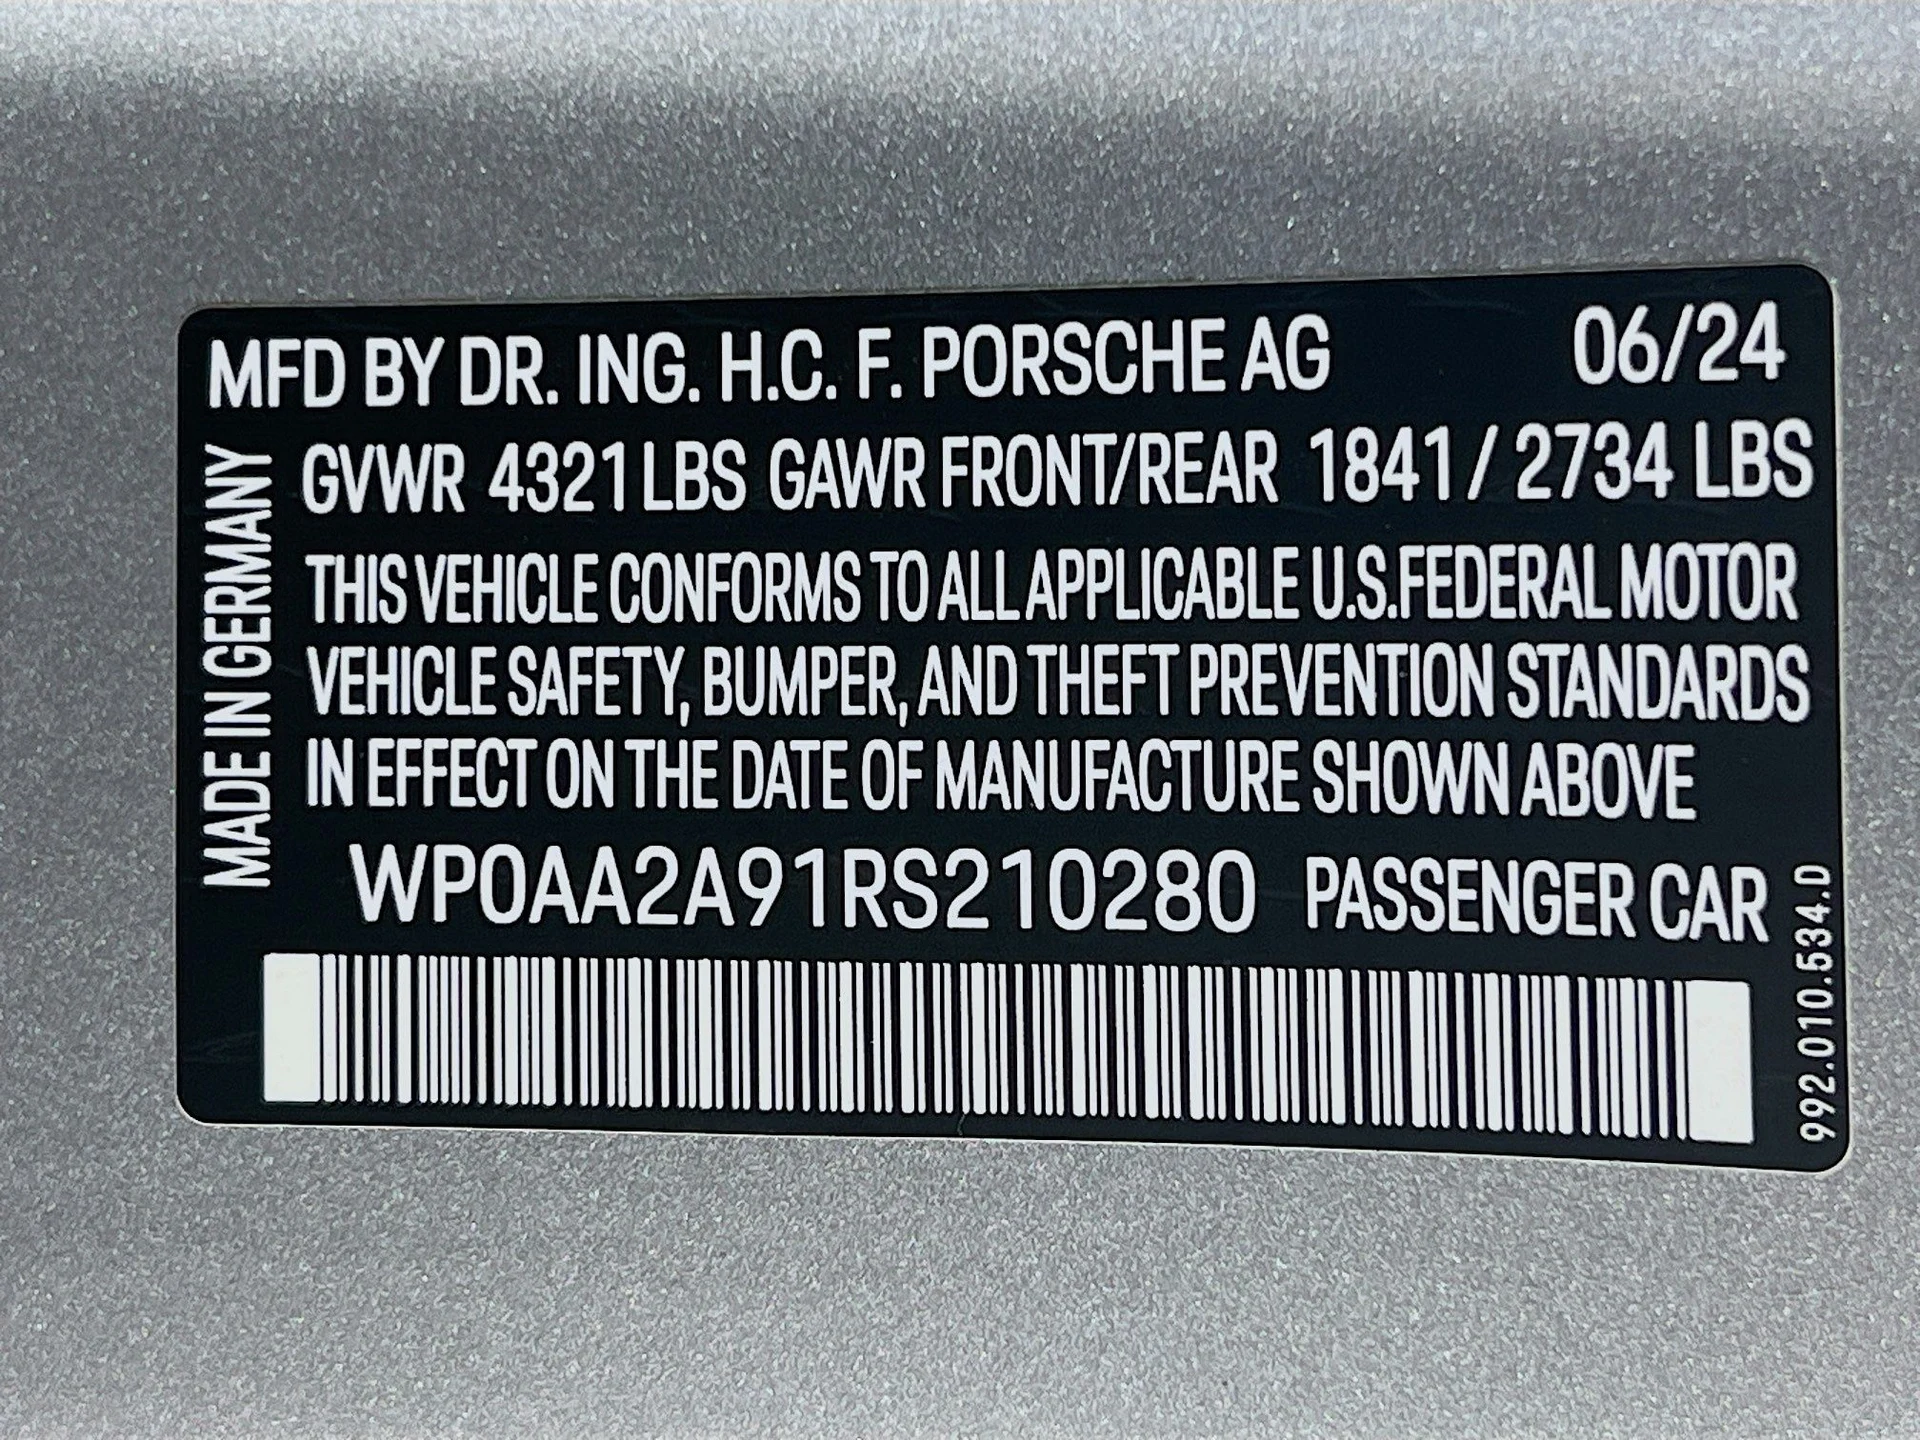 MFD BY DR. ING. H.C. F. PORSCHE AG 06/24
GVWR 4321 LBS GAWR FRONT/REAR 1841 / 2734 LBS
THIS VEHICLE CONFORMS TO ALL APPLICABLE U.S.FEDERAL MOTOR
VEHICLE SAFETY, BUMPER, AND THEFT PREVENTION STANDARDS
IN EFFECT ON THE DATE OF MANUFACTURE SHOWN ABOVE
WP0AA2A91RS210280 PASSENGER CAR
MADE IN GERMANY
992.010.534.D